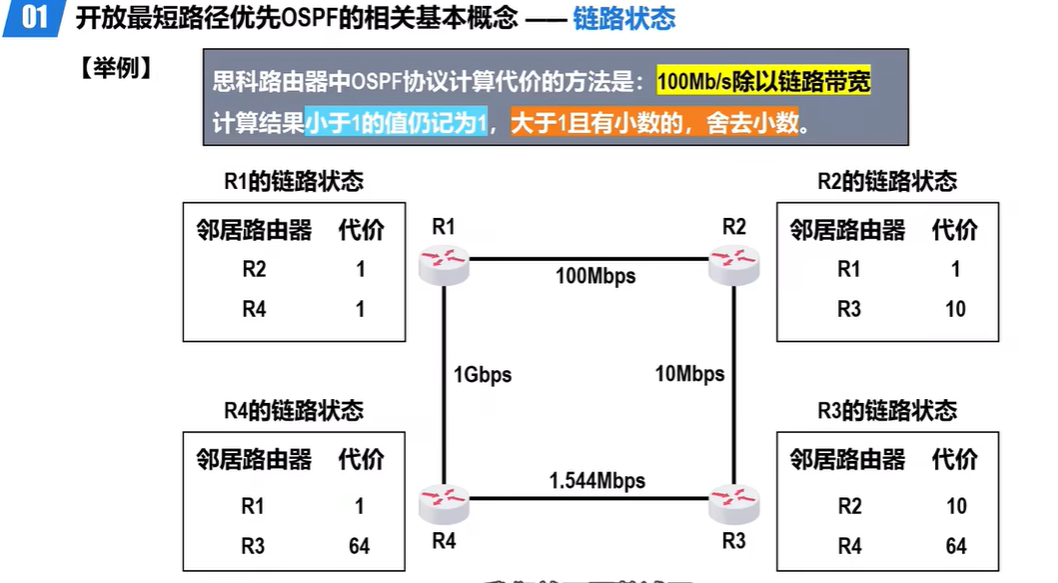 01 开放最短路径优先OSPF的相关基本概念 —— 链路状态
【举例】
思科路由器中OSPF协议计算代价的方法是：100Mb/s除以链路带宽
计算结果小于1的值仍记为1，大于1且有小数的，舍去小数。
R1的链路状态
邻居路由器 代价
R2 1
R4 1
R1
R2
100Mbps
R2的链路状态
邻居路由器 代价
R1 1
R3 10
1Gbps
10Mbps
R4的链路状态
邻居路由器 代价
R1 1
R3 64
1.544Mbps
R4
R3
R3的链路状态
邻居路由器 代价
R2 10
R4 64